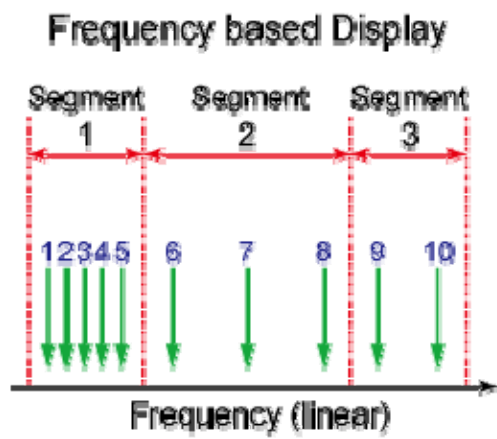 Frequency based Display
Segment Segment Segment
1 2 3
1 2 3 4 5 6 7 8 9 10
Frequency (linear)